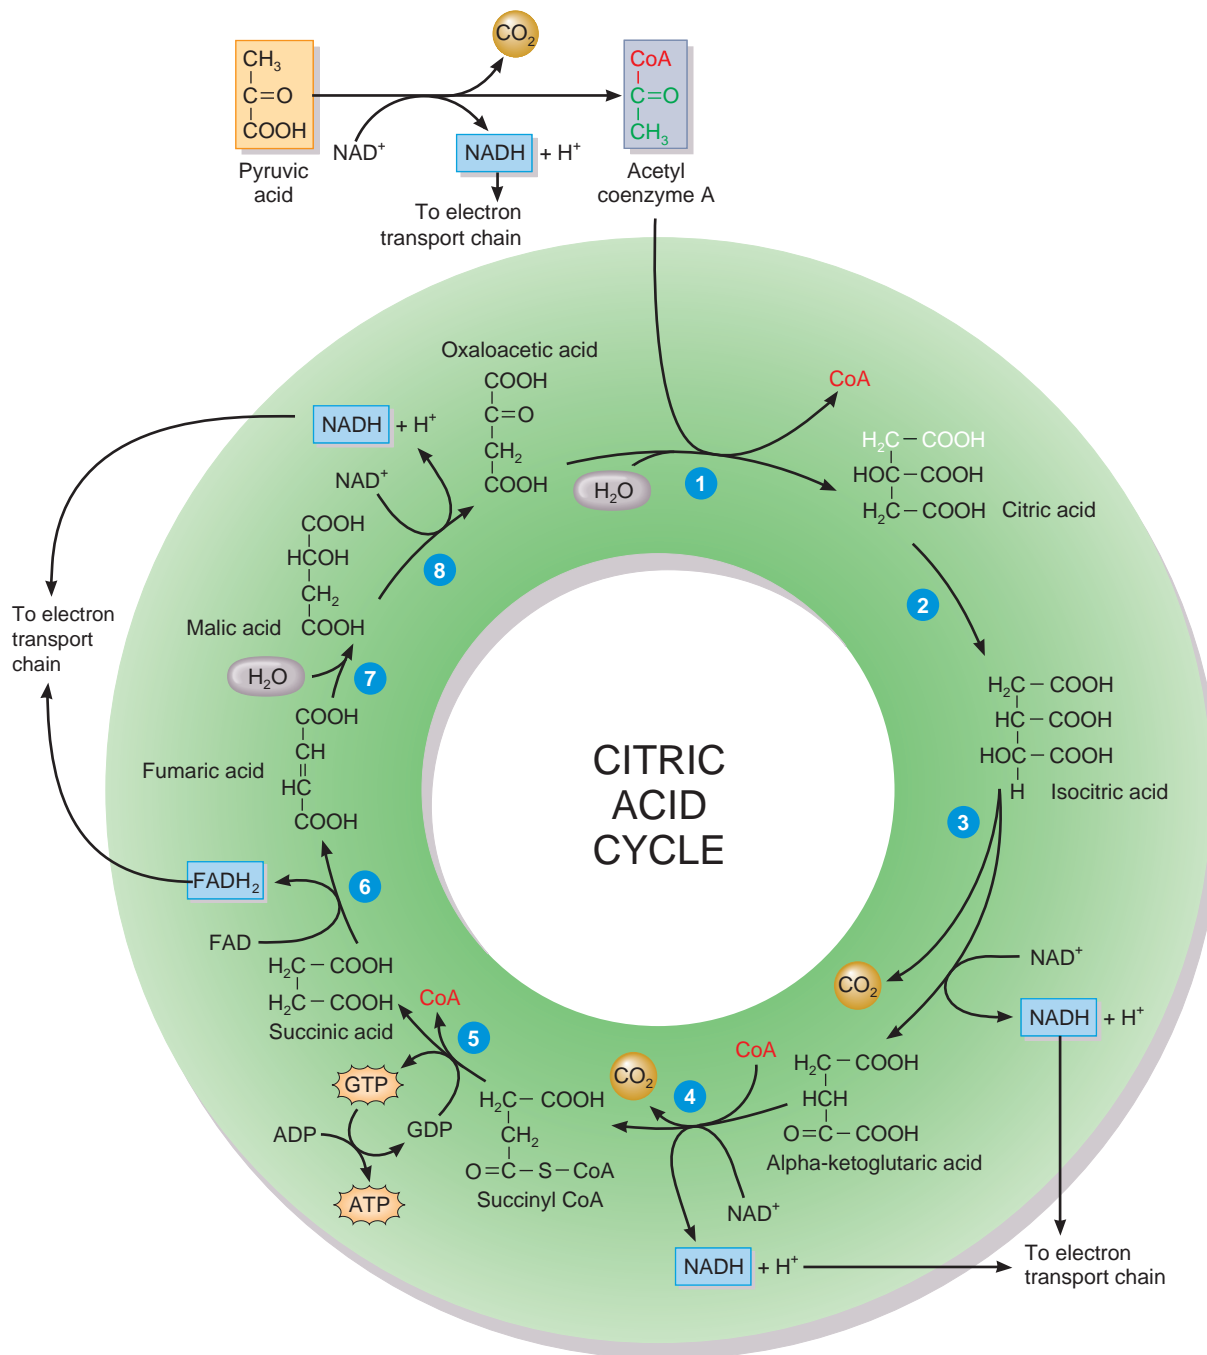 CO₂
CH₃
C=O
COOH
Pyruvic
acid
NAD⁺
NADH + H⁺
To electron
transport chain
CoA
C=O
CH₃
Acetyl
coenzyme A
Oxaloacetic acid
COOH
C=O
CH₂
COOH
H₂O
1
CoA
H₂C – COOH
HOC – COOH
H₂C – COOH
Citric acid
2
H₂C – COOH
HC – COOH
HOC – COOH
H
Isocitric acid
3
CO₂
NAD⁺
NADH + H⁺
To electron
transport chain
H₂C – COOH
HCH
O=C – COOH
Alpha-ketoglutaric acid
CoA
4
CO₂
NAD⁺
NADH + H⁺
H₂C – COOH
CH₂
O=C – S – CoA
Succinyl CoA
5
CoA
GTP
GDP
ADP
ATP
H₂C – COOH
H₂C – COOH
Succinic acid
6
FAD
FADH₂
COOH
CH
HC
COOH
Fumaric acid
7
H₂O
COOH
HCOH
CH₂
COOH
Malic acid
8
NAD⁺
NADH + H⁺
To electron
transport
chain
CITRIC
ACID
CYCLE